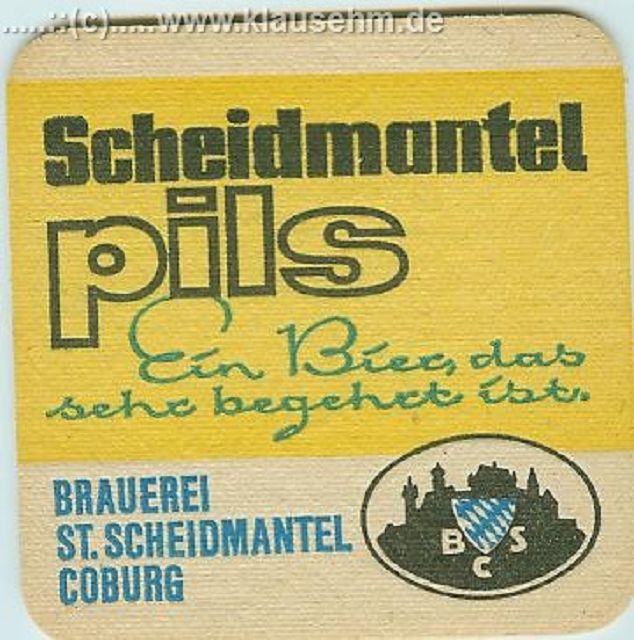 .....::(c).....www.klausehm.de
Scheidmantel
pils
Ein Bier, das
sehr begehrt ist.
BRAUEREI
ST. SCHEIDMANTEL
COBURG
B S
C